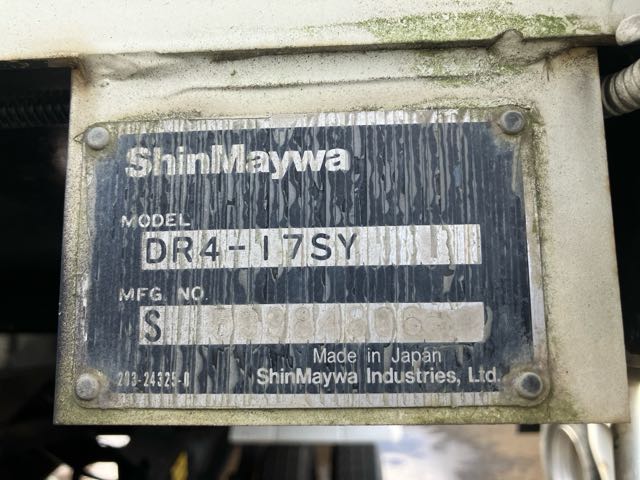 ShinMaywa
MODEL
DR4-17SY
MFG. NO.
S
Made in Japan
203-24325-0 ShinMaywa Industries, Ltd.